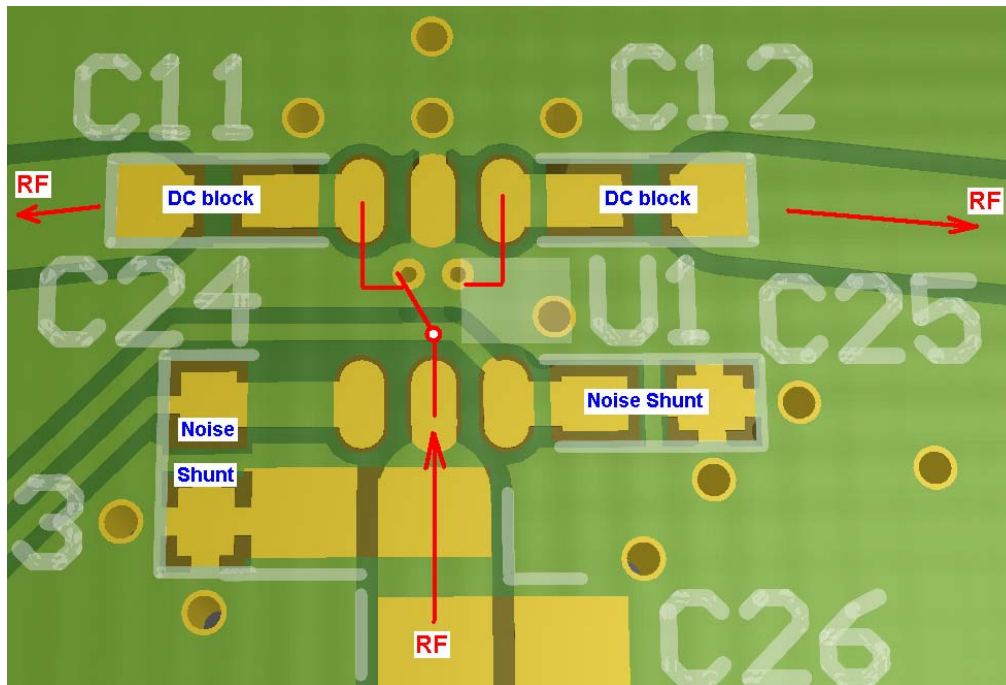 C11
C12
RF
DC block
DC block
RF
C24
U1
C25
Noise
Noise Shunt
Shunt
3
RF
C26